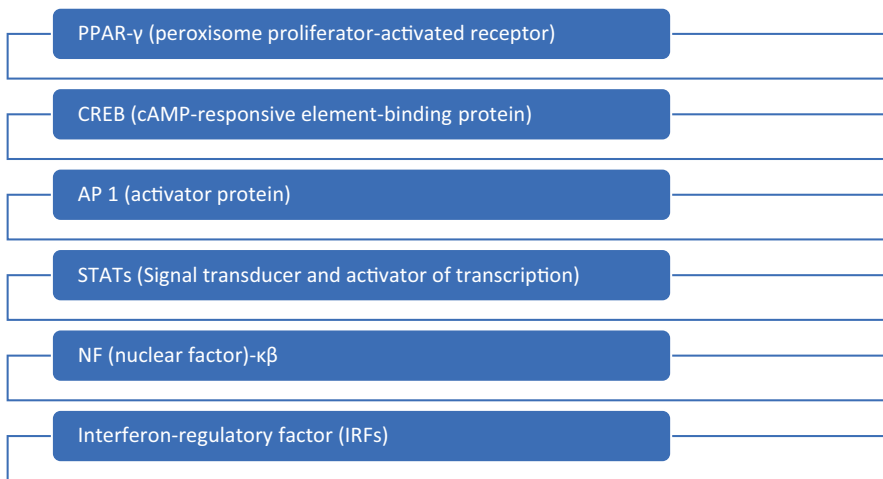 PPAR-γ (peroxisome proliferator-activated receptor)
CREB (cAMP-responsive element-binding protein)
AP 1 (activator protein)
STATs (Signal transducer and activator of transcription)
NF (nuclear factor)-κβ
Interferon-regulatory factor (IRFs)